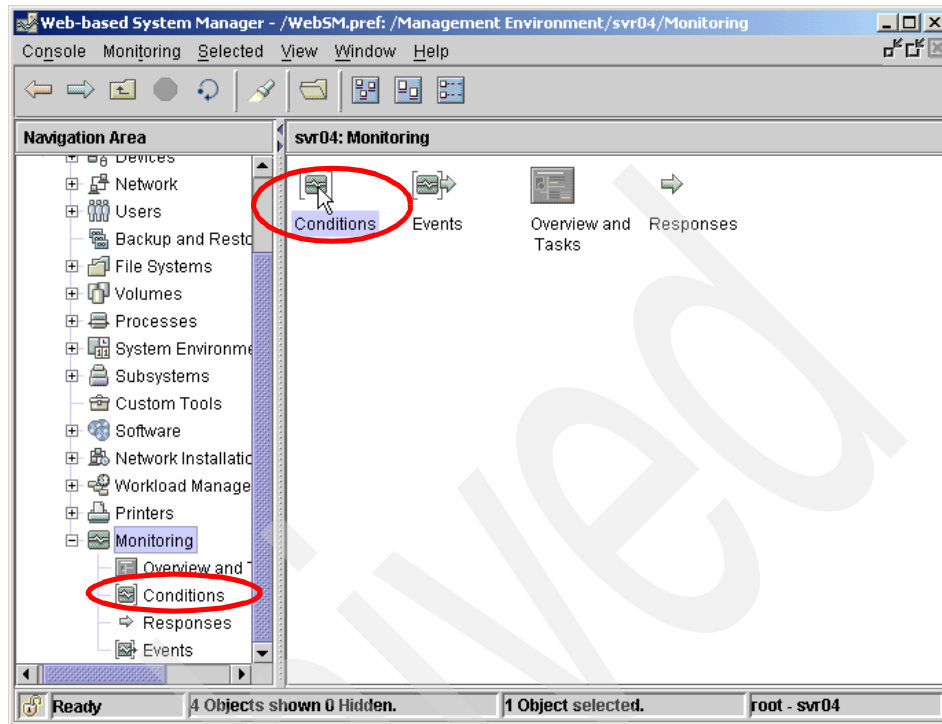 Web-based System Manager - /WebSM.pref: /Management Environment/svr04/Monitoring
Console Monitoring Selected View Window Help
Navigation Area
svr04: Monitoring
Devices
Network
Users
Backup and Resto
File Systems
Volumes
Processes
System Environme
Subsystems
Custom Tools
Software
Network Installatio
Workload Manage
Printers
Monitoring
Overview and T
Conditions
Responses
Events
Conditions
Events
Overview and
Tasks
Responses
Ready
4 Objects shown 0 Hidden.
1 Object selected.
root - svr04